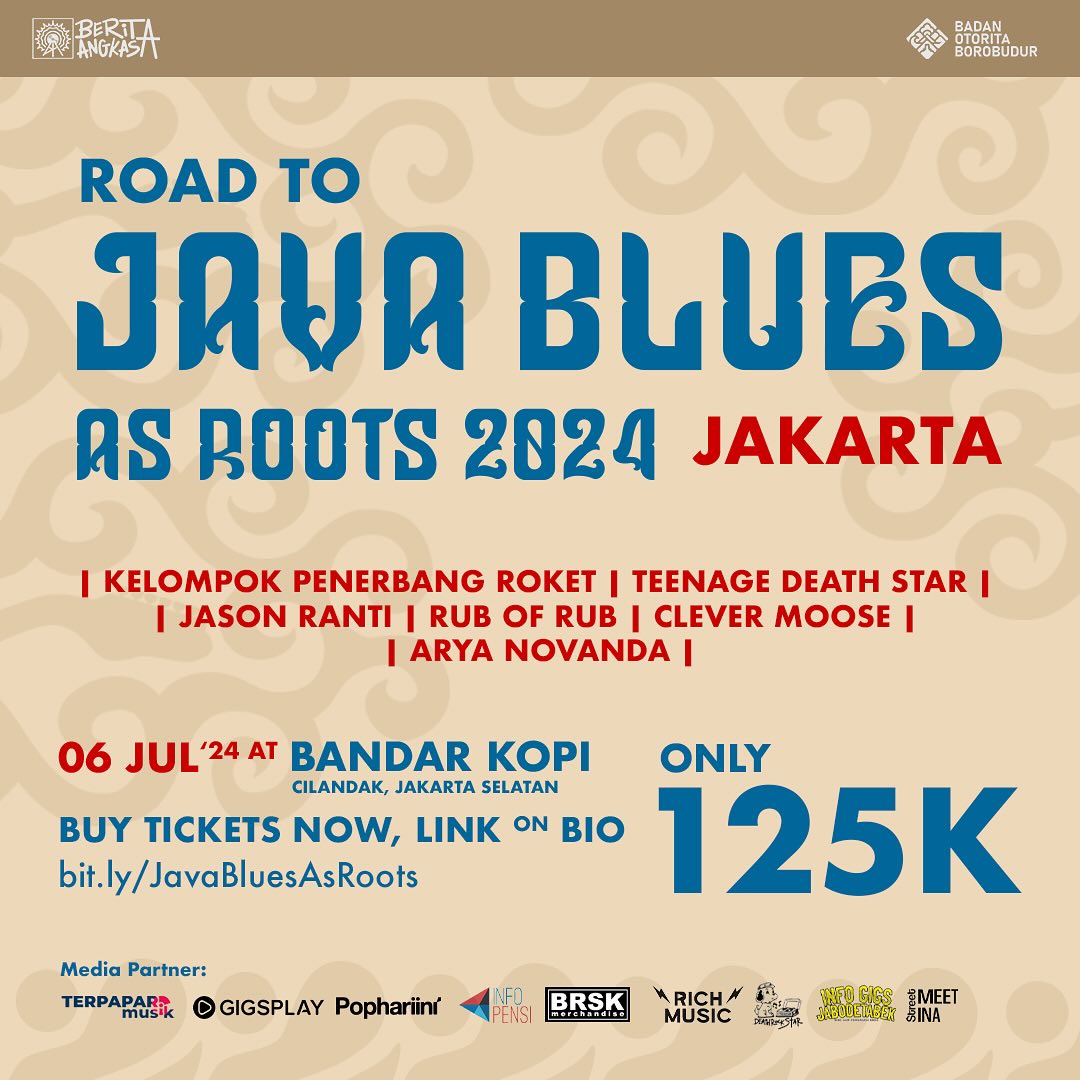 BERITA
ANGKASA
BADAN
OTORITA
BOROBUDUR
ROAD TO
JAVA BLUES
AS ROOTS 2024 JAKARTA
| KELOMPOK PENERBANG ROKET | TEENAGE DEATH STAR |
| JASON RANTI | RUB OF RUB | CLEVER MOOSE |
| ARYA NOVANDA |
06 JUL '24 AT BANDAR KOPI
CILANDAK, JAKARTA SELATAN
BUY TICKETS NOW, LINK ON BIO
bit.ly/JavaBluesAsRoots
ONLY
125K
Media Partner:
TERPAPAR
musik
GIGSPLAY
Pophariini
INFO
PENSI
BRSK
merchandise
RICH
MUSIC
DEATHROCKSTAR
INFO GIGS
JABODETABEK
Street MEET
INA